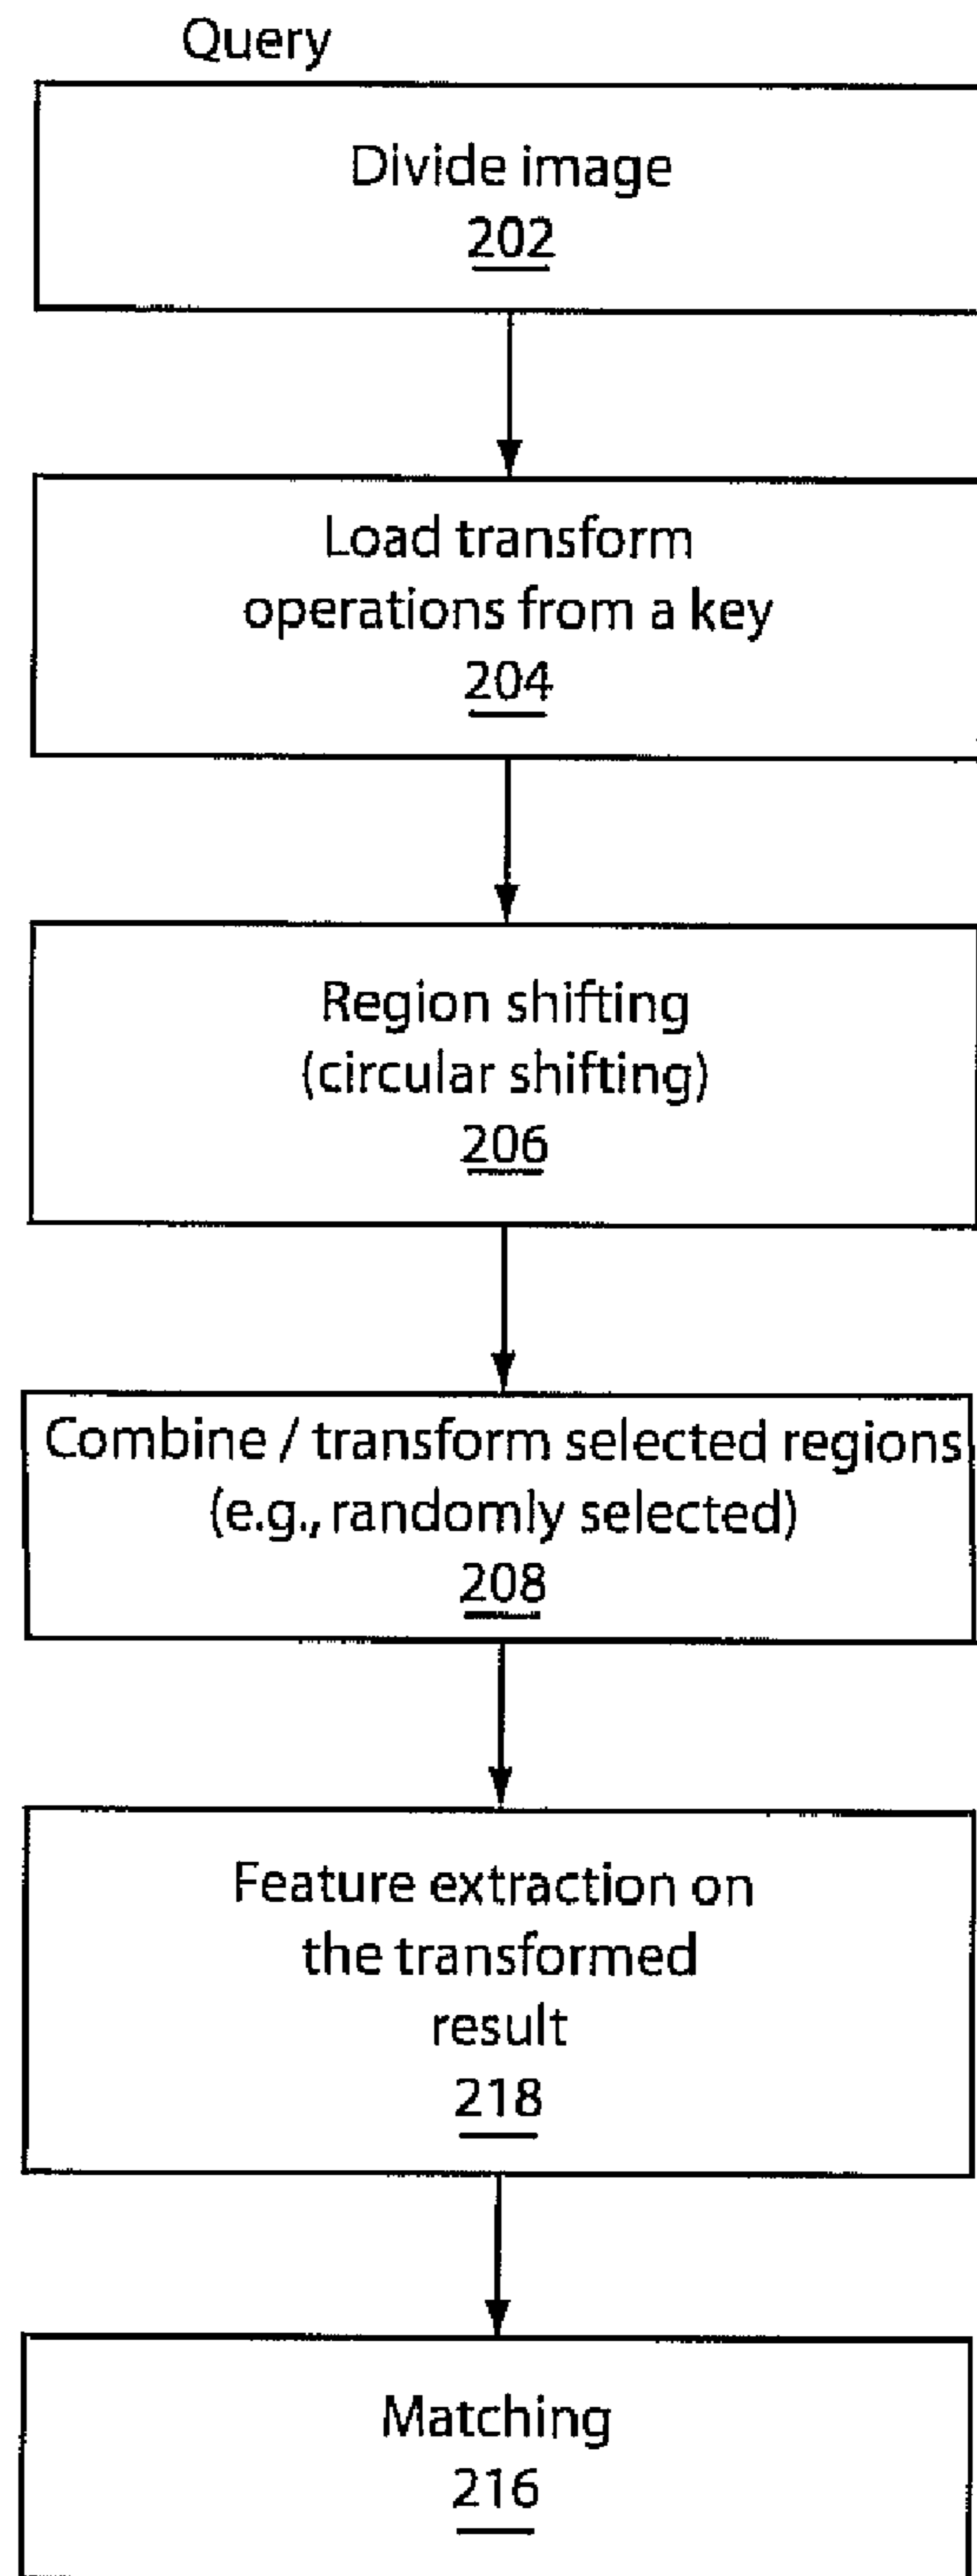 Query
Divide image
202
Load transform
operations from a key
204
Region shifting
(circular shifting)
206
Combine / transform selected regions
(e.g., randomly selected)
208
Feature extraction on
the transformed
result
218
Matching
216